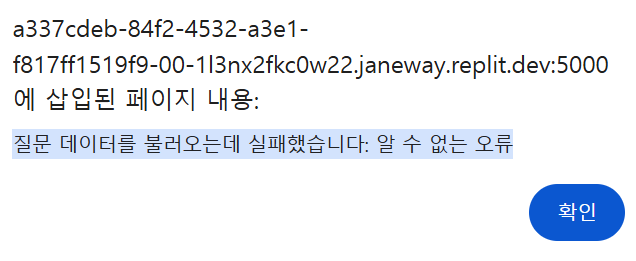 a337cdeb-84f2-4532-a3e1-
f817ff1519f9-00-1l3nx2fkc0w22.janeway.replit.dev:5000
에 삽입된 페이지 내용:
질문 데이터를 불러오는데 실패했습니다: 알 수 없는 오류
확인